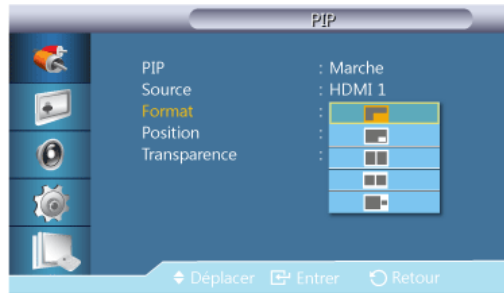 PIP
PIP : Marche
Source : HDMI 1
Format :
Position :
Transparence :
Déplacer Entrer Retour